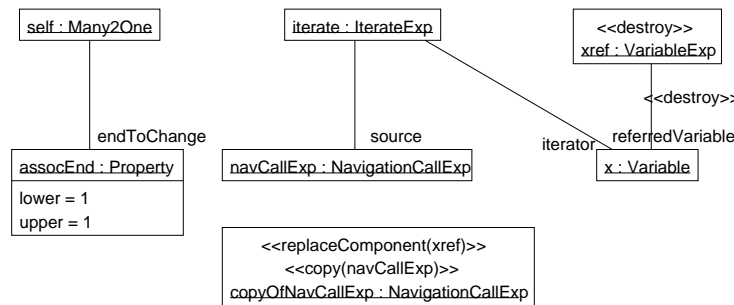 self : Many2One
iterate : IterateExp
<<destroy>>
xref : VariableExp
<<destroy>>
endToChange
source
iterator
referredVariable
assocEnd : Property
lower = 1
upper = 1
navCallExp : NavigationCallExp
x : Variable
<<replaceComponent(xref)>>
<<copy(navCallExp)>>
copyOfNavCallExp : NavigationCallExp